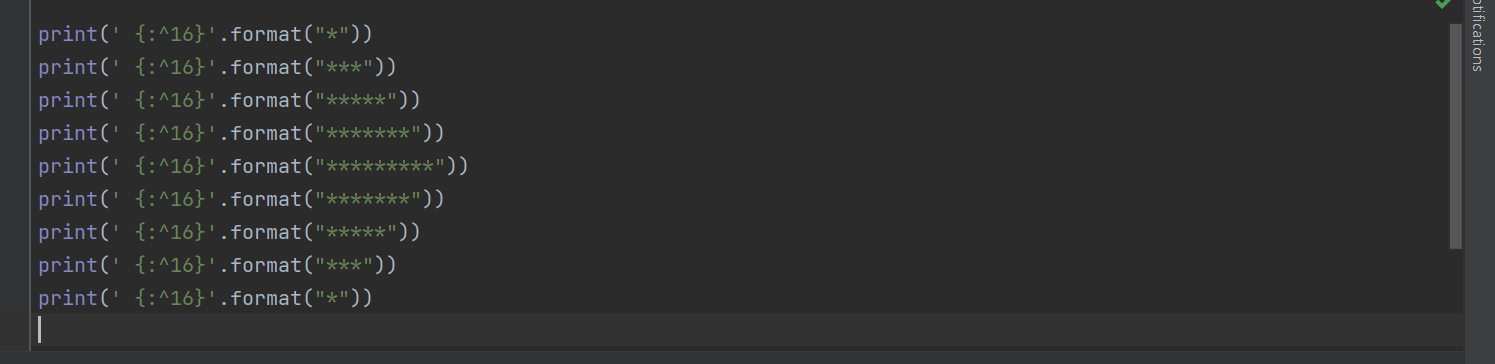 print(' {:^16}'.format("*"))
print(' {:^16}'.format("***"))
print(' {:^16}'.format("*****"))
print(' {:^16}'.format("*******"))
print(' {:^16}'.format("*********"))
print(' {:^16}'.format("*******"))
print(' {:^16}'.format("*****"))
print(' {:^16}'.format("***"))
print(' {:^16}'.format("*"))
otifications